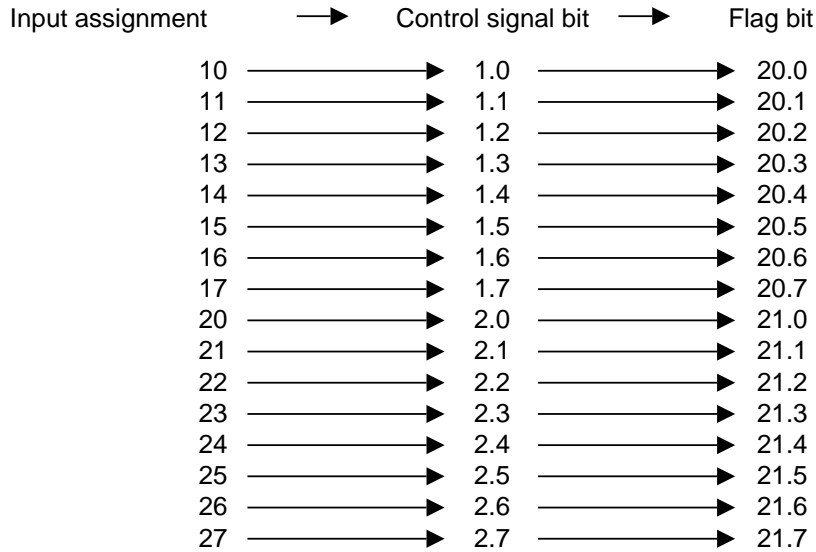 Input assignment Control signal bit Flag bit
10 1.0 20.0
11 1.1 20.1
12 1.2 20.2
13 1.3 20.3
14 1.4 20.4
15 1.5 20.5
16 1.6 20.6
17 1.7 20.7
20 2.0 21.0
21 2.1 21.1
22 2.2 21.2
23 2.3 21.3
24 2.4 21.4
25 2.5 21.5
26 2.6 21.6
27 2.7 21.7